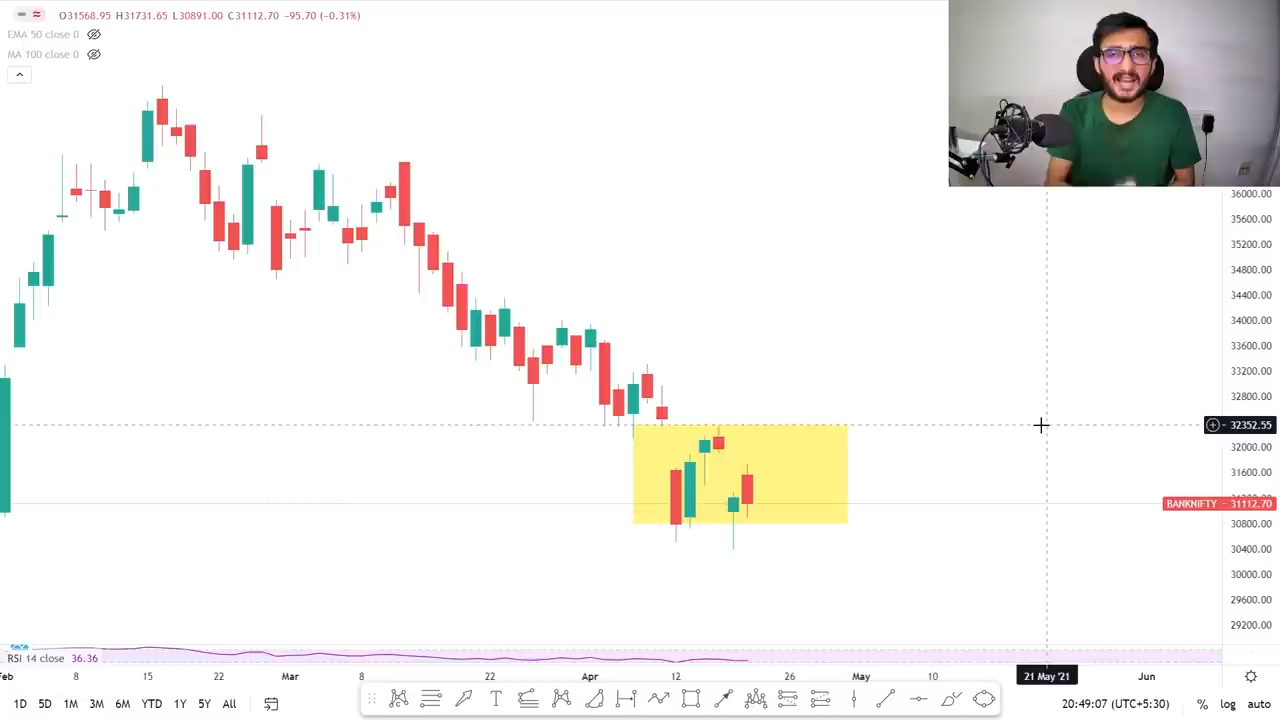 O31568.95 H31731.65 L30891.00 C31112.70 −95.70 (−0.31%)
EMA 50 close 0
MA 100 close 0
36000.00
35600.00
35200.00
34800.00
34400.00
34000.00
33600.00
33200.00
32800.00
32352.55
32000.00
31600.00
BANKNIFTY − 31112.70
30800.00
30400.00
30000.00
29600.00
29200.00
RSI 14 close 36.36
Feb 8 15 22 Mar 8 22 Apr 12 26 May 10 21 May '21 Jun
1D 5D 1M 3M 6M YTD 1Y 5Y All 20:49:07 (UTC+5:30) % log auto